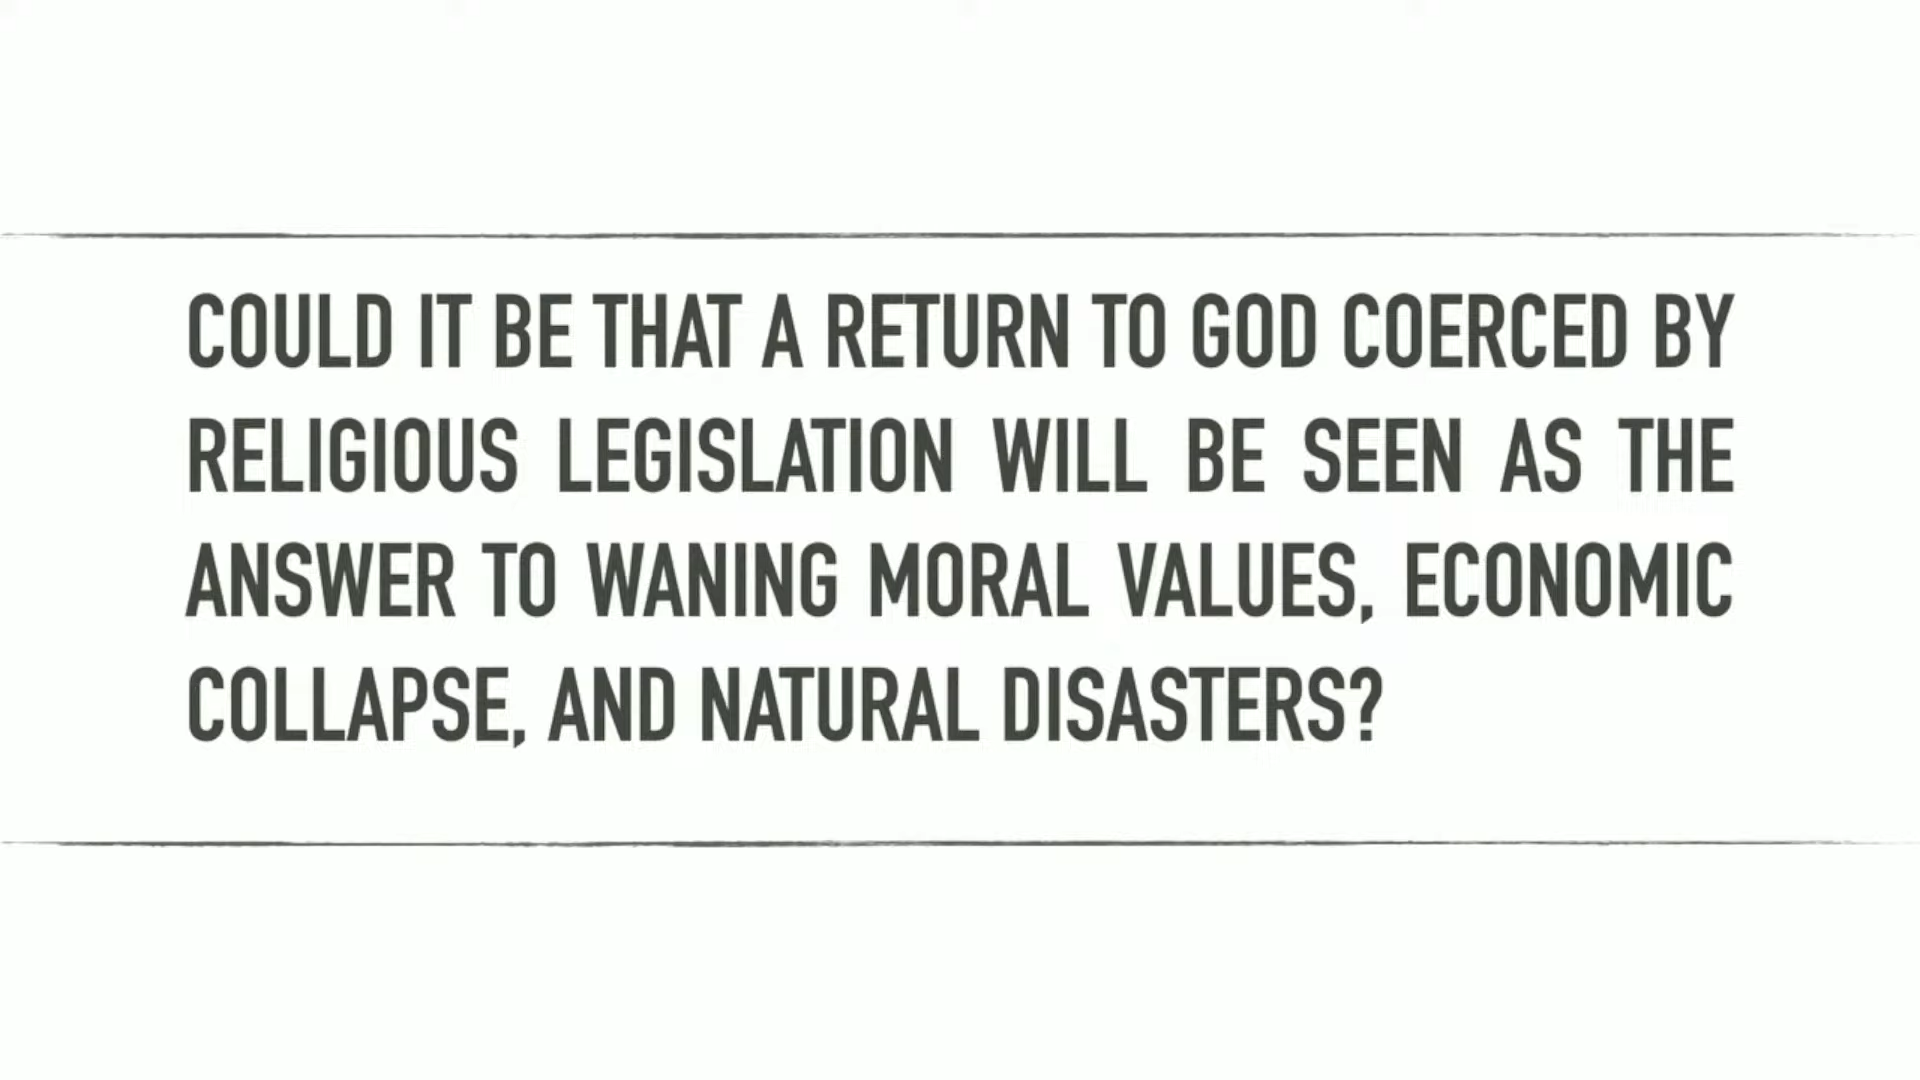 COULD IT BE THAT A RETURN TO GOD COERCED BY
RELIGIOUS LEGISLATION WILL BE SEEN AS THE
ANSWER TO WANING MORAL VALUES, ECONOMIC
COLLAPSE, AND NATURAL DISASTERS?